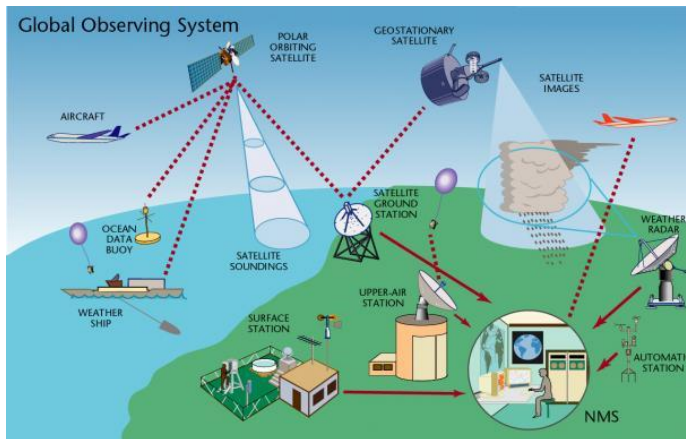 Global Observing System
POLAR
ORBITING
SATELLITE
GEOSTATIONARY
SATELLITE
SATELLITE
IMAGES
AIRCRAFT
OCEAN
DATA
BUOY
SATELLITE
SOUNDINGS
SATELLITE
GROUND
STATION
WEATHER
RADAR
WEATHER
SHIP
UPPER-AIR
STATION
SURFACE
STATION
AUTOMATIC
STATION
NMS